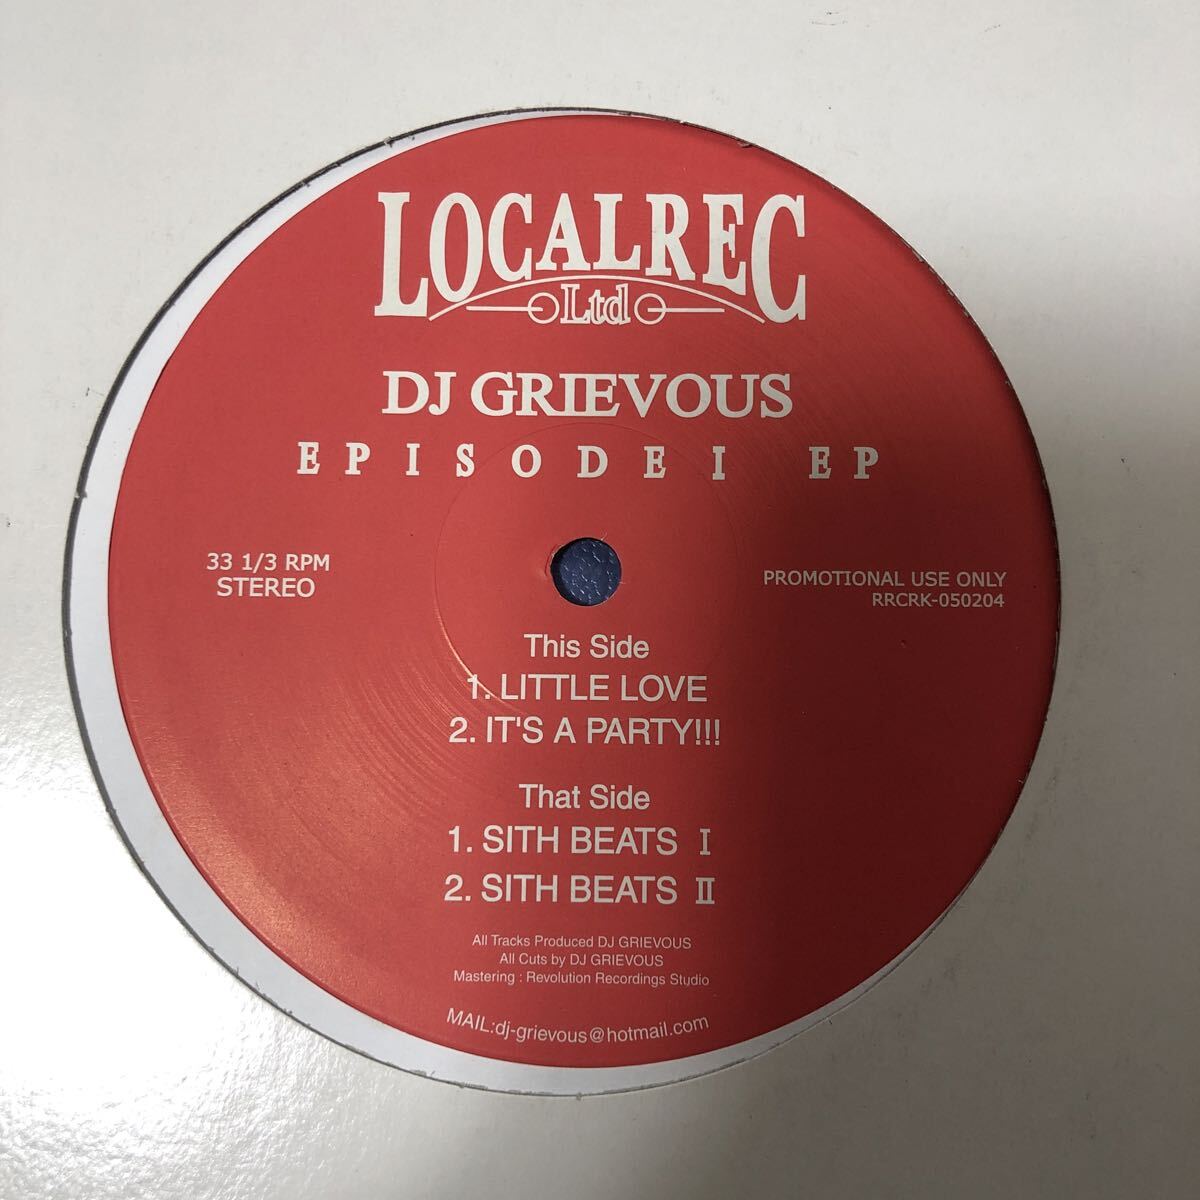 LOCALREC
Ltd
DJ GRIEVOUS
EPISODE I EP
33 1/3 RPM
STEREO
PROMOTIONAL USE ONLY
RRCRK-050204
This Side
1. LITTLE LOVE
2. IT'S A PARTY!!!
That Side
1. SITH BEATS Ⅰ
2. SITH BEATS Ⅱ
All Tracks Produced DJ GRIEVOUS
All Cuts by DJ GRIEVOUS
Mastering : Revolution Recordings Studio
MAIL:dj-grievous@hotmail.com